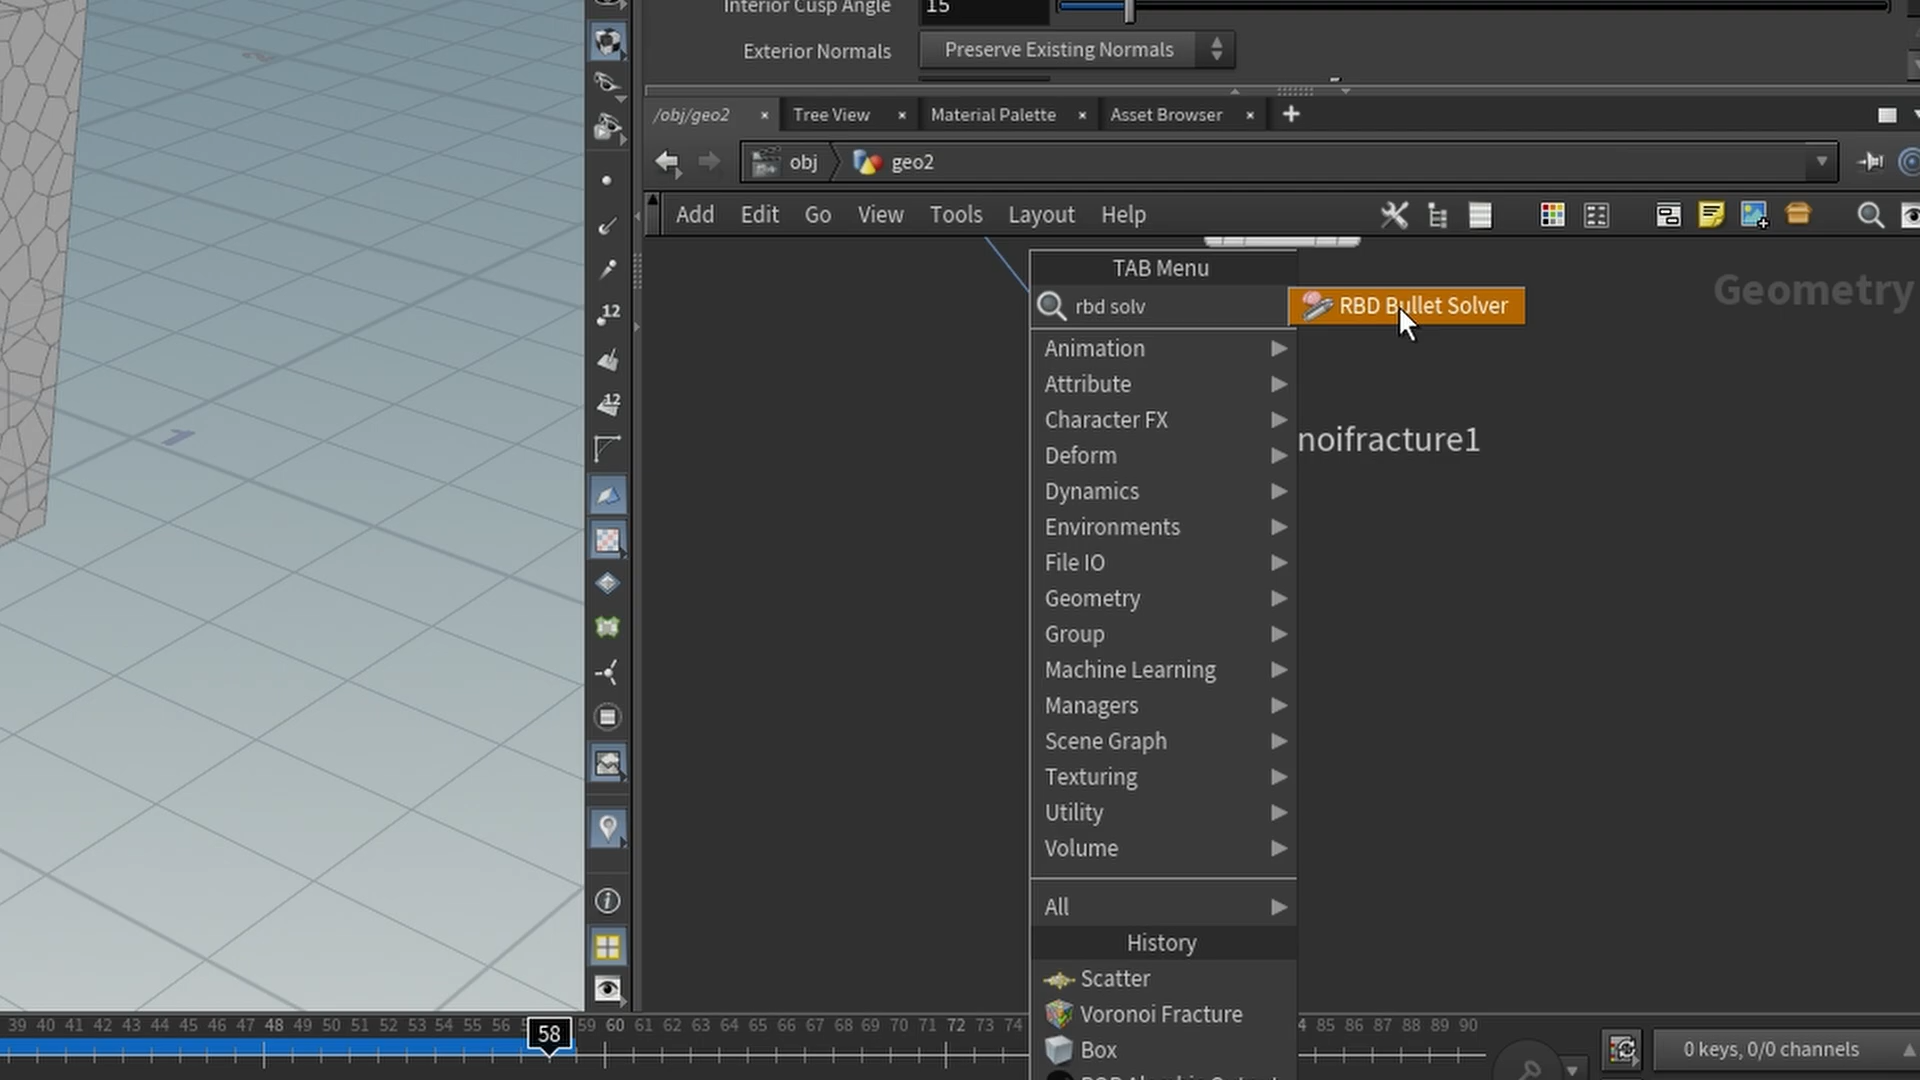 Interior Cusp Angle
15
Exterior Normals
Preserve Existing Normals
/obj/geo2
Tree View
Material Palette
Asset Browser
obj
geo2
Add
Edit
Go
View
Tools
Layout
Help
TAB Menu
rbd solv
RBD Bullet Solver
Geometry
noifracture1
Animation
Attribute
Character FX
Deform
Dynamics
Environments
File IO
Geometry
Group
Machine Learning
Managers
Scene Graph
Texturing
Utility
Volume
All
History
Scatter
Voronoi Fracture
Box
12
12
1
2
39 40 41 42 43 44 45 46 47 48 49 50 51 52 53 54 55 56 58 59 60 61 62 63 64 65 66 67 68 69 70 71 72 73 74 85 86 87 88 89 90
0 keys, 0/0 channels